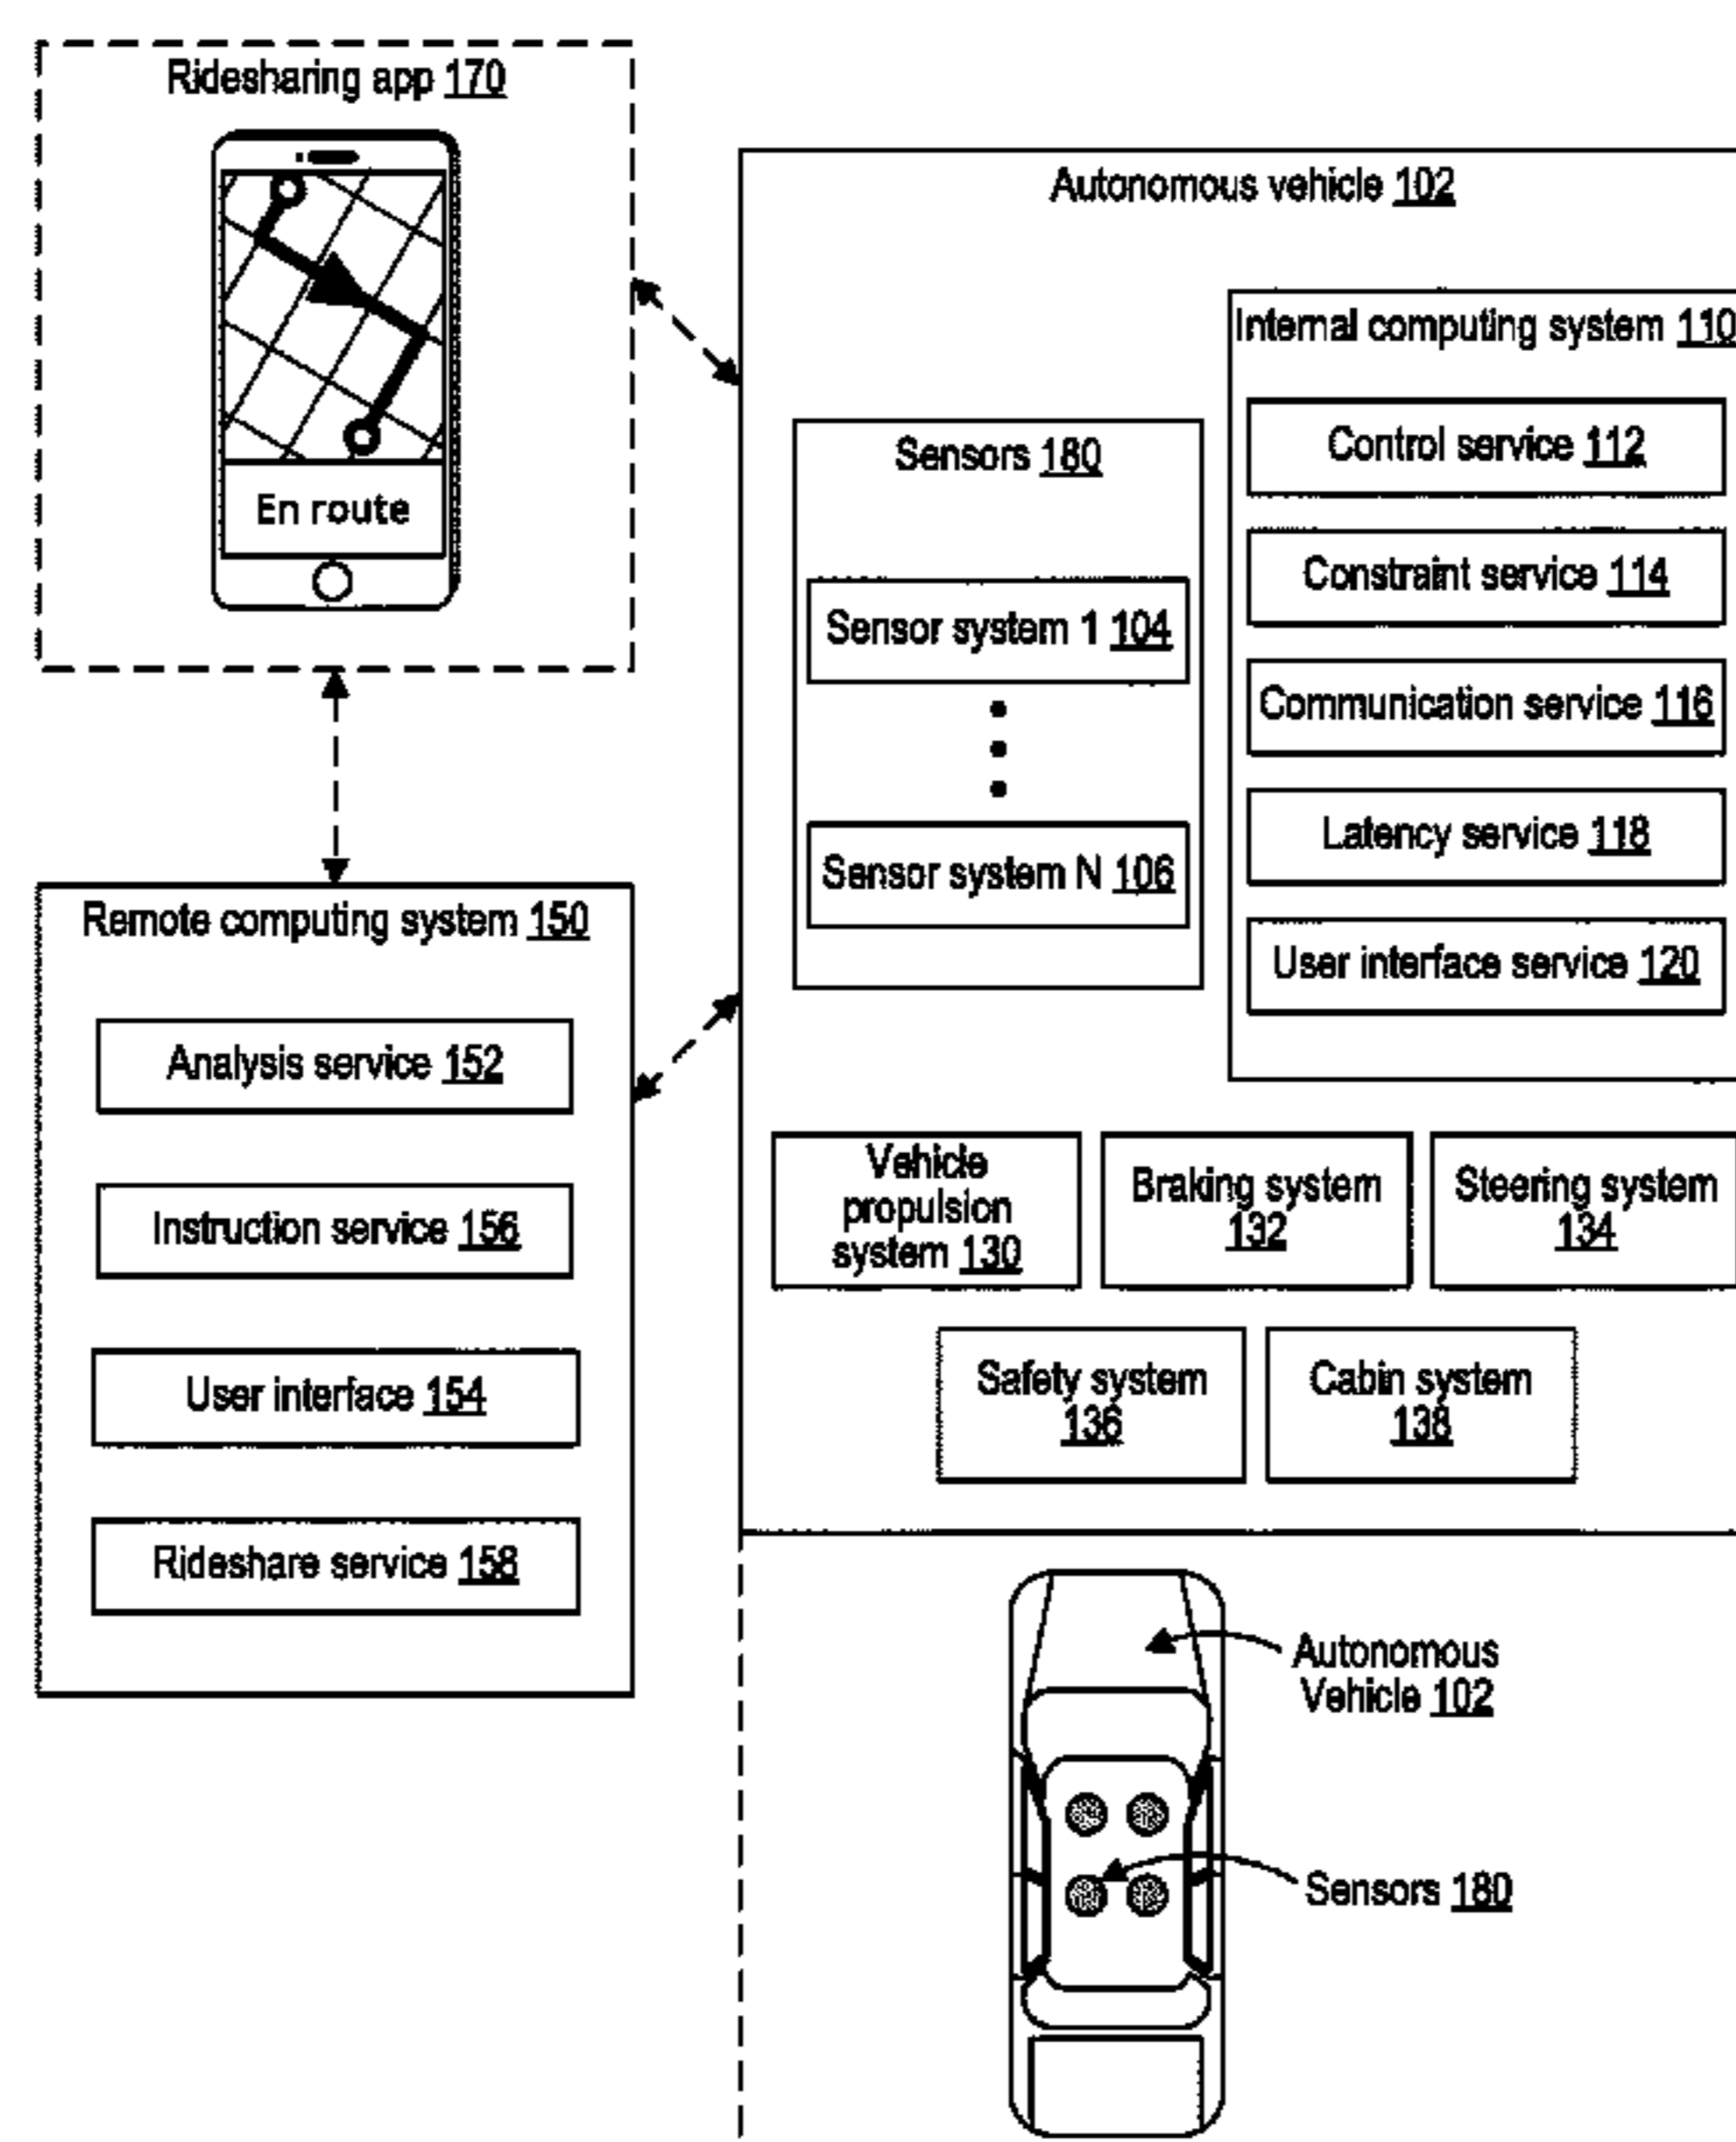 Ridesharing app 170
En route
Autonomous vehicle 102
Internal computing system 110
Control service 112
Constraint service 114
Communication service 116
Latency service 118
User interface service 120
Sensors 180
Sensor system 1 104
Sensor system N 106
Remote computing system 150
Analysis service 152
Instruction service 156
User interface 154
Rideshare service 158
Vehicle
propulsion
system 130
Braking system
132
Steering system
134
Safety system
136
Cabin system
138
Autonomous
Vehicle 102
Sensors 180